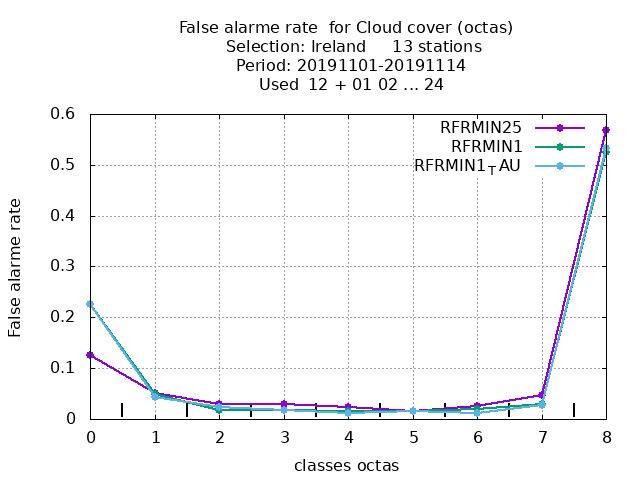 False alarme rate  for Cloud cover (octas)
Selection: Ireland     13 stations
Period: 20191101-20191114
Used  12 + 01 02 ... 24
RFRMIN25
RFRMIN1
RFRMIN1TAU
False alarme rate
0.6
0.5
0.4
0.3
0.2
0.1
0
0 1 2 3 4 5 6 7 8
classes octas